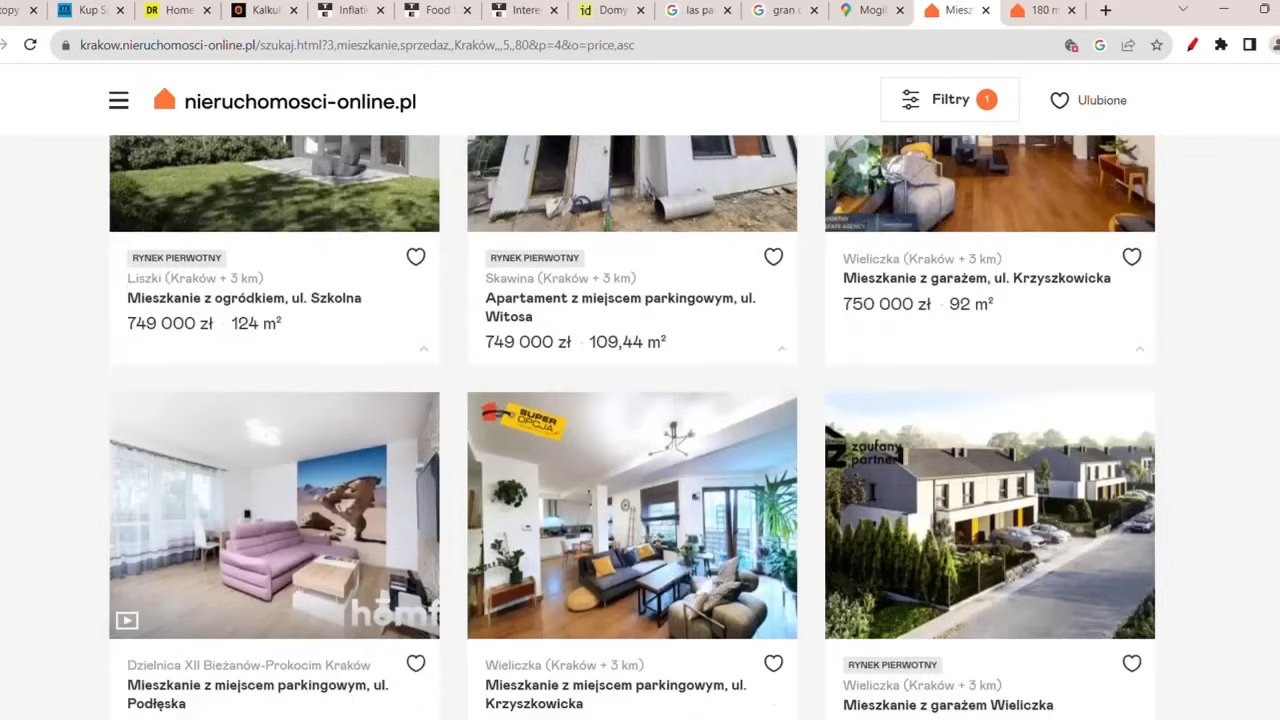 topy
Kup S
DR Home
Kalkul
T Inflati
T Food
T Intere
id Domy
las pa
gran c
Mogil
Miesz
180 m
krakow.nieruchomosci-online.pl/szukaj.html?3,mieszkanie,sprzedaz,,Kraków,,,5,,80&p=4&o=price,asc
nieruchomosci-online.pl
Filtry 1
Ulubione
RYNEK PIERWOTNY
Liszki (Kraków + 3 km)
Mieszkanie z ogródkiem, ul. Szkolna
749 000 zł · 124 m²
RYNEK PIERWOTNY
Skawina (Kraków + 3 km)
Apartament z miejscem parkingowym, ul.
Witosa
749 000 zł · 109,44 m²
Wieliczka (Kraków + 3 km)
Mieszkanie z garażem, ul. Krzyszkowicka
750 000 zł · 92 m²
homf
Dzielnica XII Bieżanów-Prokocim Kraków
Mieszkanie z miejscem parkingowym, ul.
Podłęska
SUPER
OPCJA
Wieliczka (Kraków + 3 km)
Mieszkanie z miejscem parkingowym, ul.
Krzyszkowicka
zaufany
partner
RYNEK PIERWOTNY
Wieliczka (Kraków + 3 km)
Mieszkanie z garażem Wieliczka